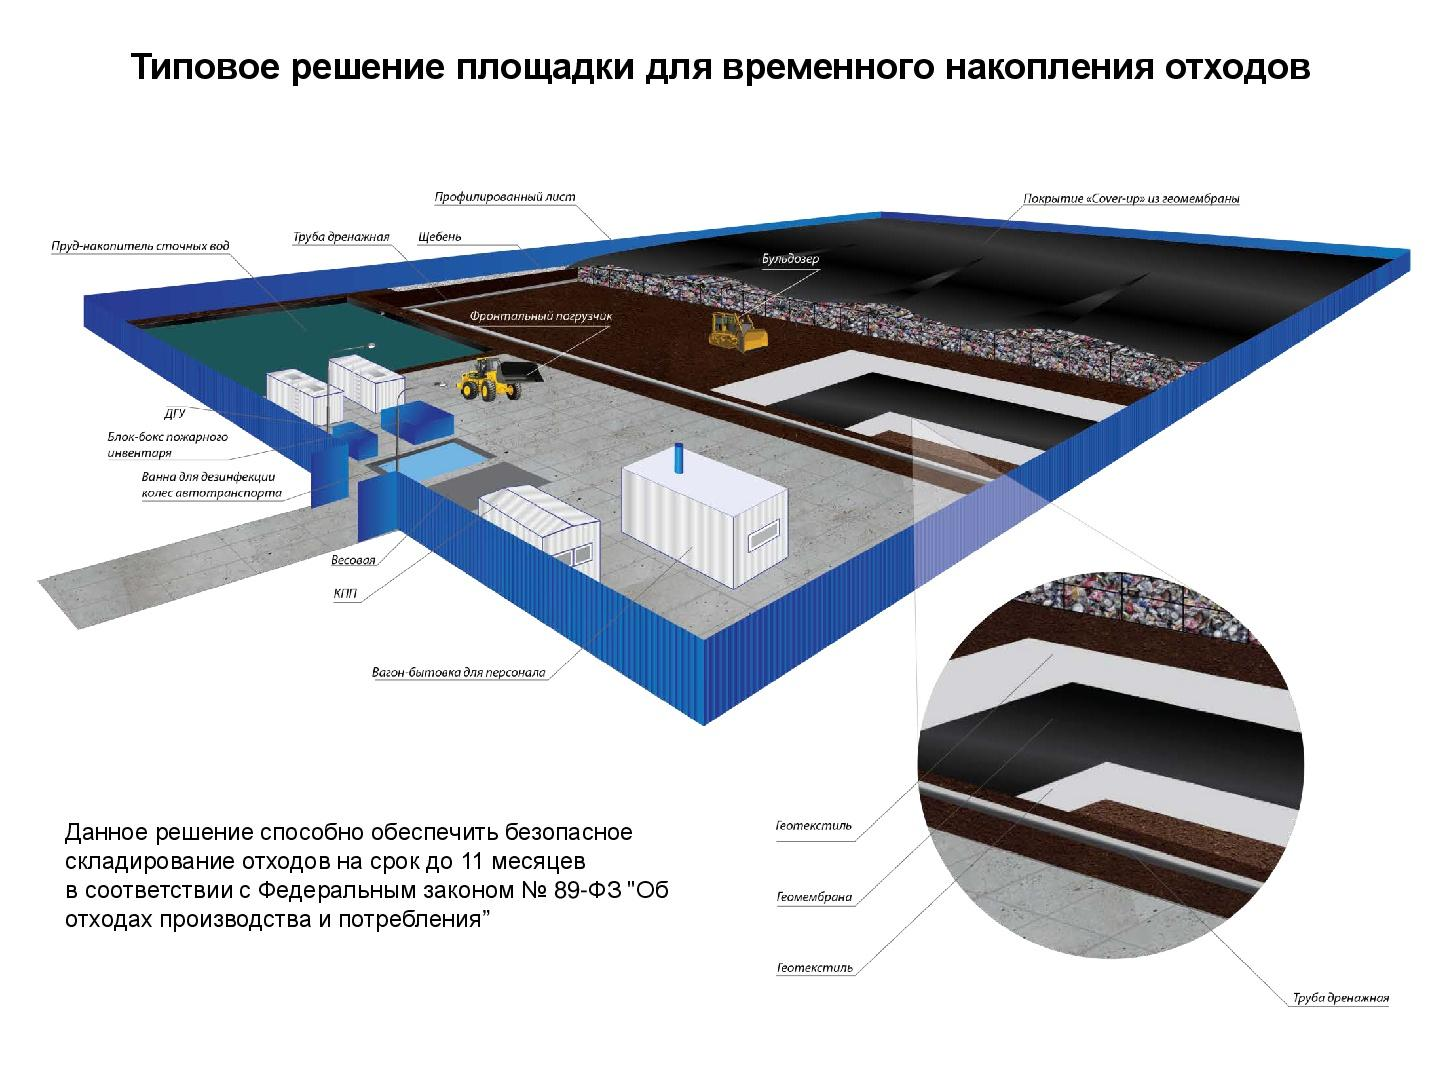 Типовое решение площадки для временного накопления отходов
Профилированный лист
Покрытие «Cover-up» из геомембраны
Пруд-накопитель сточных вод
Труба дренажная
Щебень
Бульдозер
Фронтальный погрузчик
ДГУ
Блок-бокс пожарного
инвентаря
Ванна для дезинфекции
колес автотранспорта
Весовая
КПП
Вагон-бытовка для персонала
Геотекстиль
Геомембрана
Геотекстиль
Труба дренажная
Данное решение способно обеспечить безопасное
складирование отходов на срок до 11 месяцев
в соответствии с Федеральным законом № 89-ФЗ "Об
отходах производства и потребления”